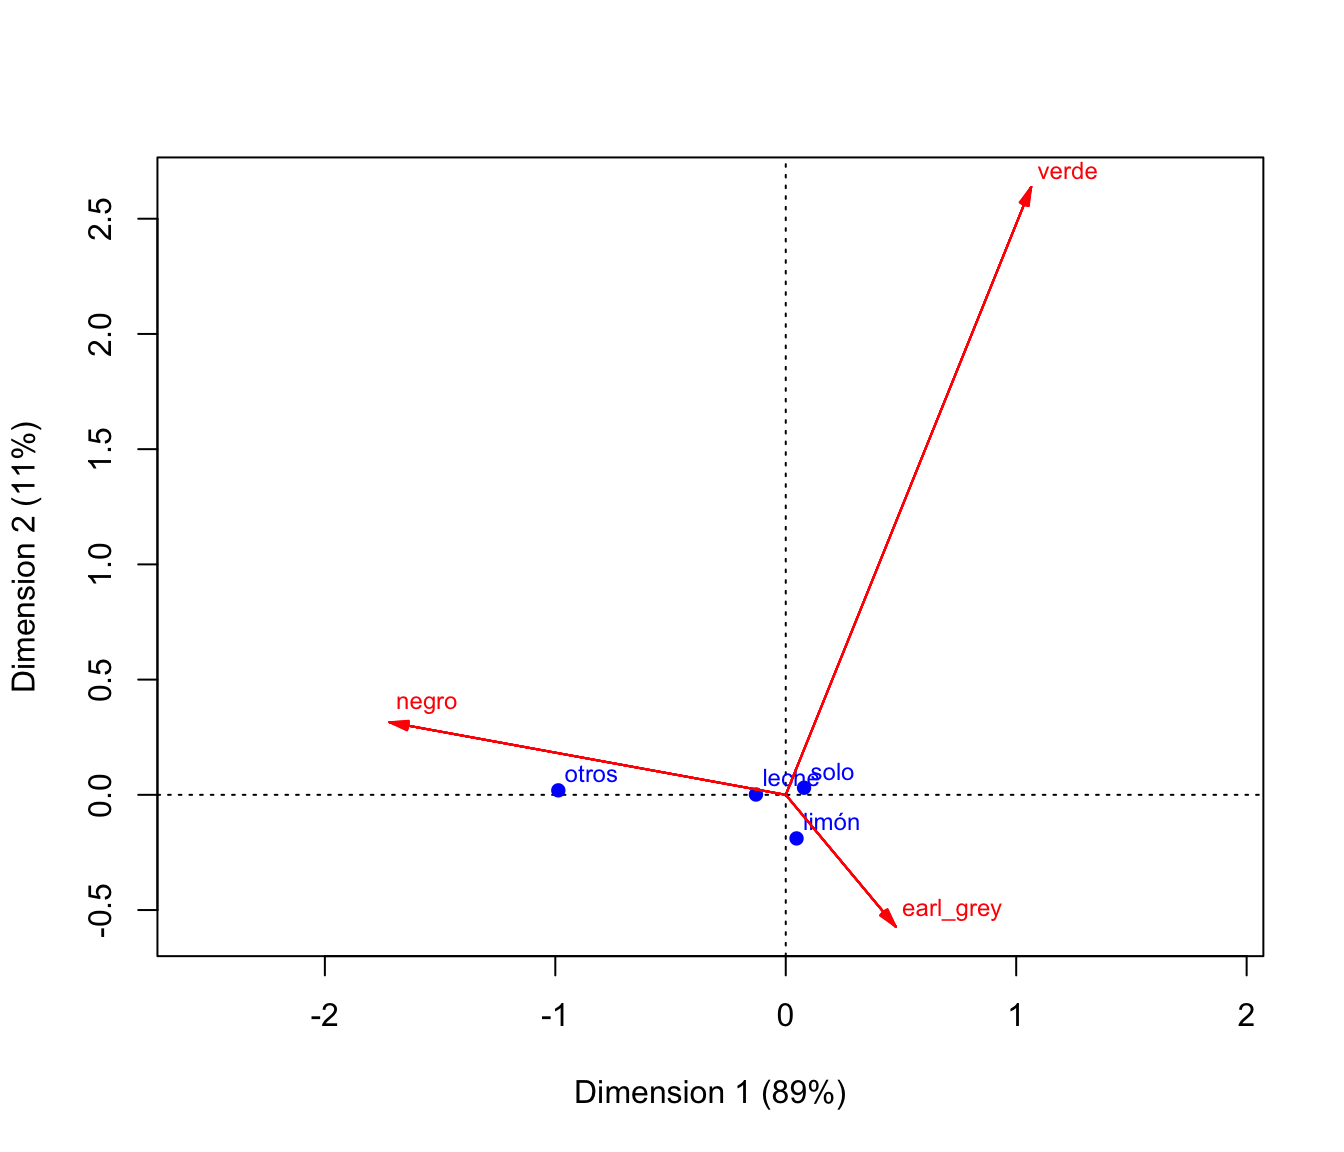 verde
2.5
2.0
1.5
1.0
0.5
0.0
-0.5
Dimension 2 (11%)
negro
otros
leche
solo
limón
earl_grey
-2
-1
0
1
2
Dimension 1 (89%)